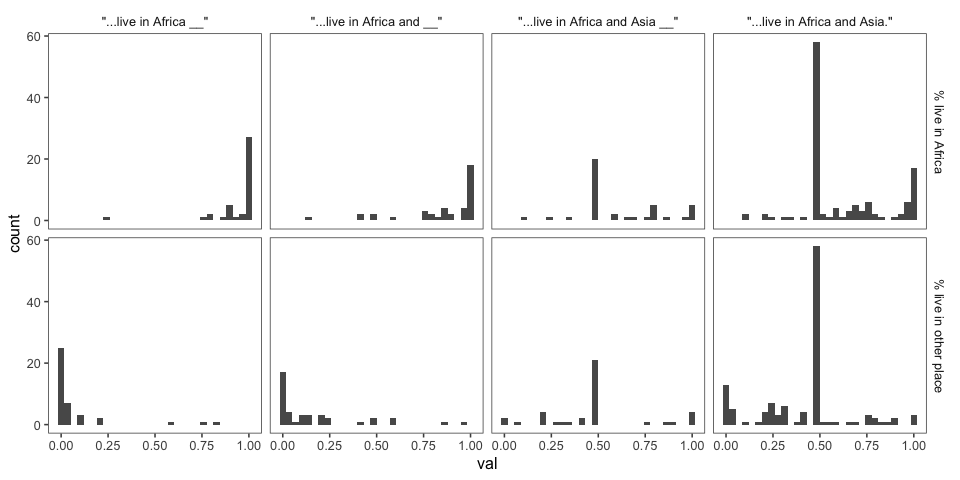 "...live in Africa __"
"...live in Africa and __"
"...live in Africa and Asia __"
"...live in Africa and Asia."
60
40
20
0
% live in Africa
count
60
40
20
0
% live in other place
0.00 0.25 0.50 0.75 1.00
0.00 0.25 0.50 0.75 1.00
0.00 0.25 0.50 0.75 1.00
0.00 0.25 0.50 0.75 1.00
val